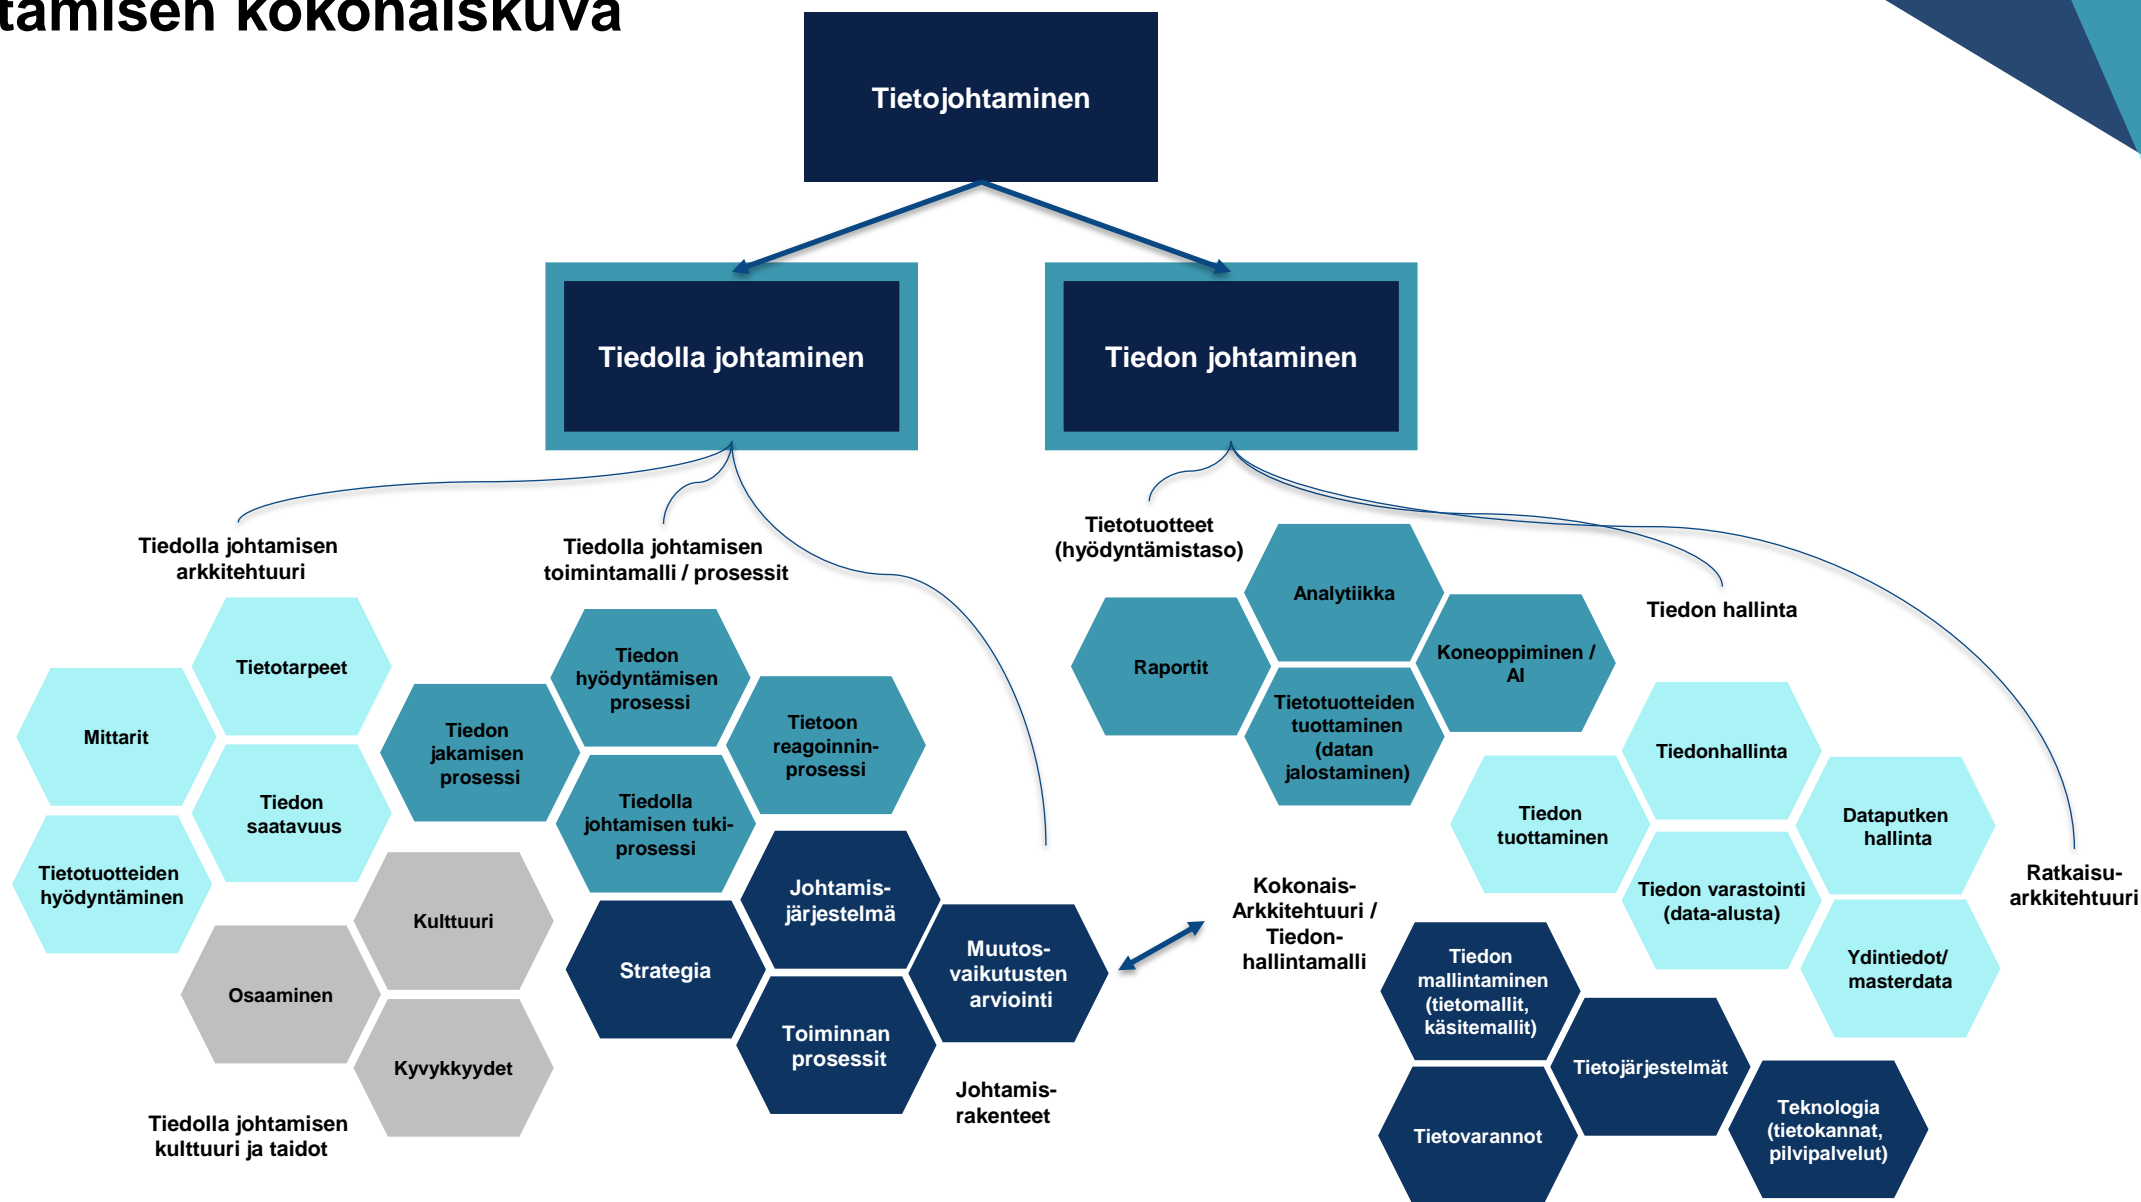 tamisen kokonaiskuva
Tietojohtaminen
Tiedolla johtaminen
Tiedon johtaminen
Tiedolla johtamisen
arkkitehtuuri
Tiedolla johtamisen
toimintamalli / prosessit
Tietotuotteet
(hyödyntämistaso)
Tiedon hallinta
Ratkaisu-
arkkitehtuuri
Tietotarpeet
Mittarit
Tiedon
saatavuus
Tietotuotteiden
hyödyntäminen
Tiedon
hyödyntämisen
prosessi
Tiedon
jakamisen
prosessi
Tietoon
reagoinnin-
prosessi
Tiedolla
johtamisen tuki-
prosessi
Kulttuuri
Osaaminen
Kyvykkyydet
Tiedolla johtamisen
kulttuuri ja taidot
Johtamis-
järjestelmä
Strategia
Muutos-
vaikutusten
arviointi
Toiminnan
prosessit
Johtamis-
rakenteet
Analytiikka
Raportit
Koneoppiminen /
AI
Tietotuotteiden
tuottaminen
(datan
jalostaminen)
Tiedonhallinta
Tiedon
tuottaminen
Dataputken
hallinta
Tiedon varastointi
(data-alusta)
Ydintiedot/
masterdata
Kokonais-
Arkkitehtuuri /
Tiedon-
hallintamalli
Tiedon
mallintaminen
(tietomallit,
käsitemallit)
Tietojärjestelmät
Tietovarannot
Teknologia
(tietokannat,
pilvipalvelut)